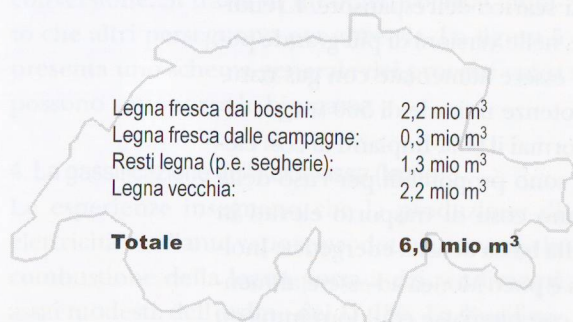 Legna fresca dai boschi: 2,2 mio m³
Legna fresca dalle campagne: 0,3 mio m³
Resti legna (p.e. segherie): 1,3 mio m³
Legna vecchia: 2,2 mio m³
Totale 6,0 mio m³